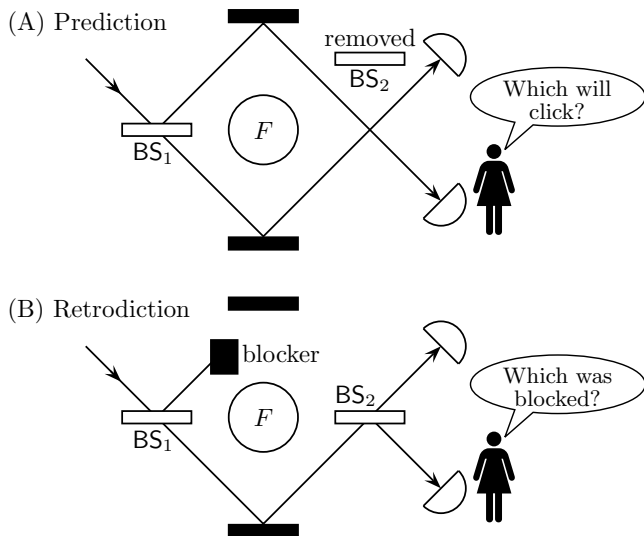 (A) Prediction
removed
BS₂
Which will
click?
F
BS₁
(B) Retrodiction
blocker
BS₂
Which was
blocked?
F
BS₁